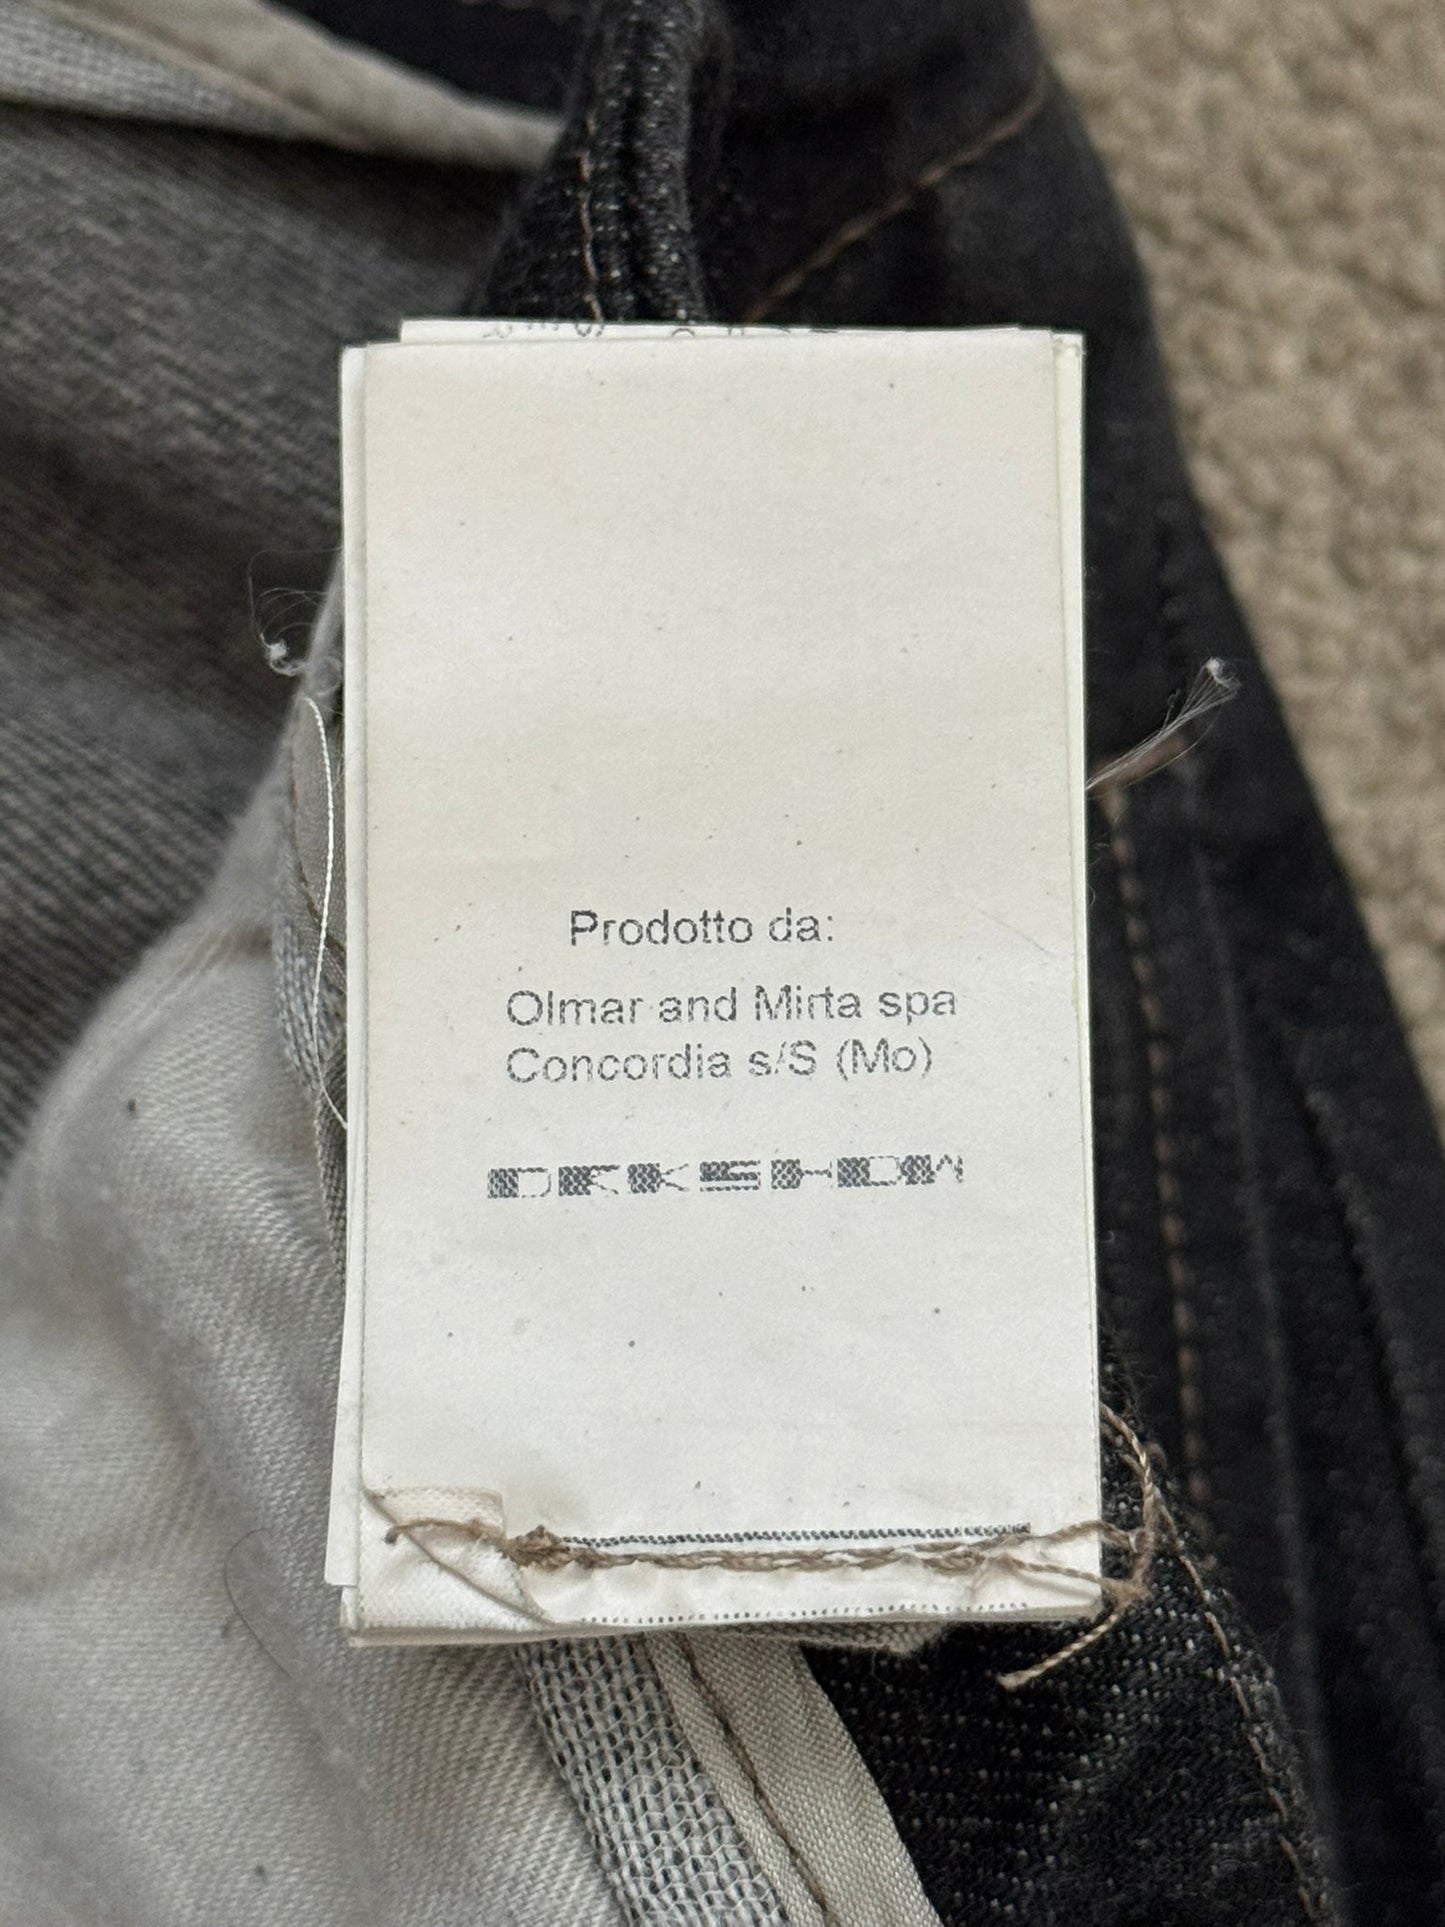 Prodotto da:
Olmar and Mirta spa
Concordia s/S (Mo)
DRKSHDW